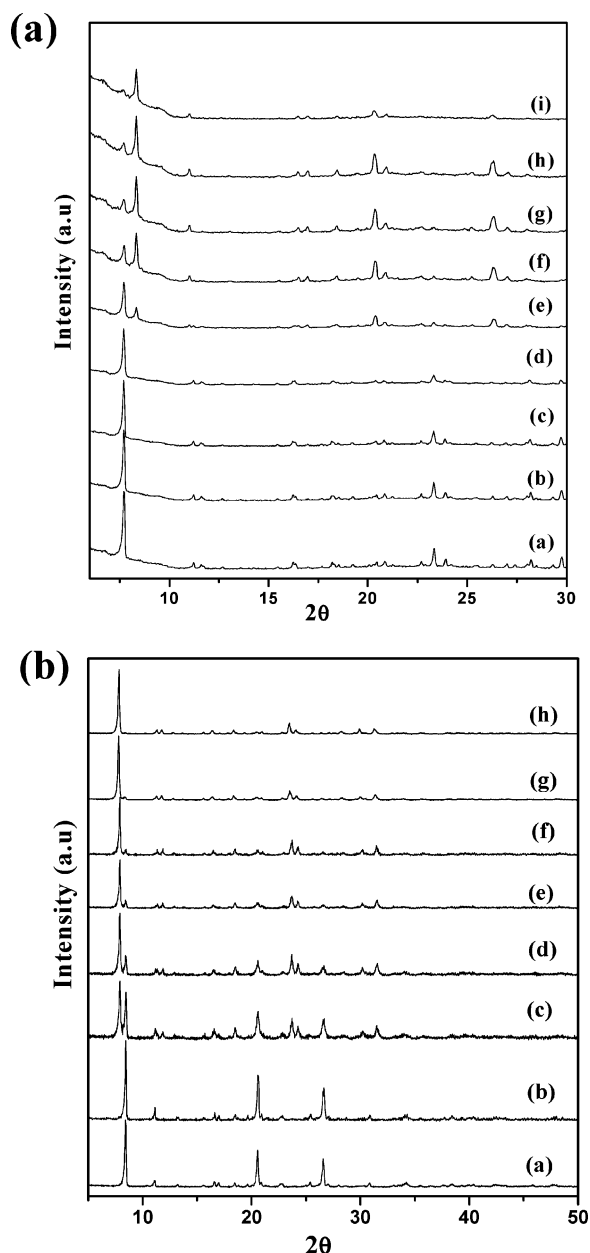 (a)
Intensity (a.u)
(i)
(h)
(g)
(f)
(e)
(d)
(c)
(b)
(a)
10 15 20 25 30
2θ
(b)
Intensity (a.u)
(h)
(g)
(f)
(e)
(d)
(c)
(b)
(a)
10 20 30 40 50
2θ